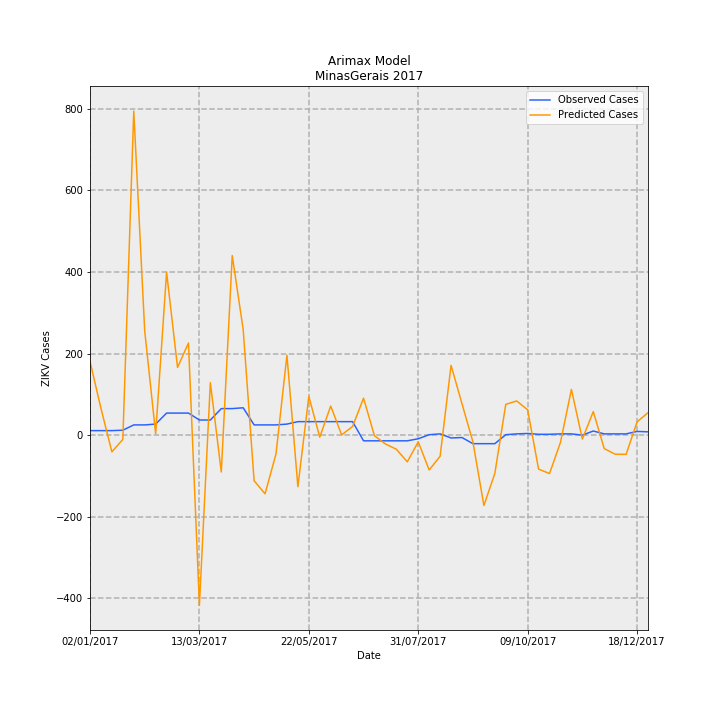 Arimax Model
MinasGerais 2017
Observed Cases
Predicted Cases
800
600
400
200
0
−200
−400
ZIKV Cases
02/01/2017 13/03/2017 22/05/2017 31/07/2017 09/10/2017 18/12/2017
Date